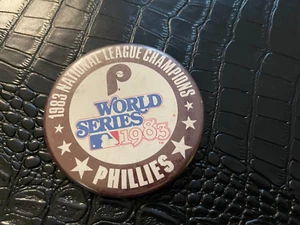 1983 NATIONAL LEAGUE CHAMPIONS
P
WORLD
SERIES
1983
PHILLIES